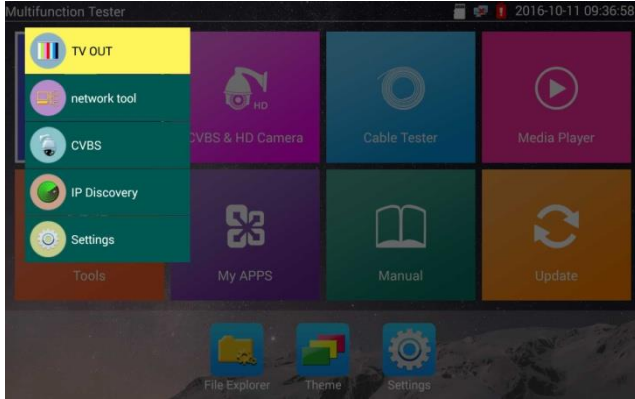 Multifunction Tester
2016-10-11 09:36:58
TV OUT
network tool
CVBS
IP Discovery
Settings
HD
CVBS & HD Camera
Cable Tester
Media Player
Tools
My APPS
Manual
Update
File Explorer
Theme
Settings